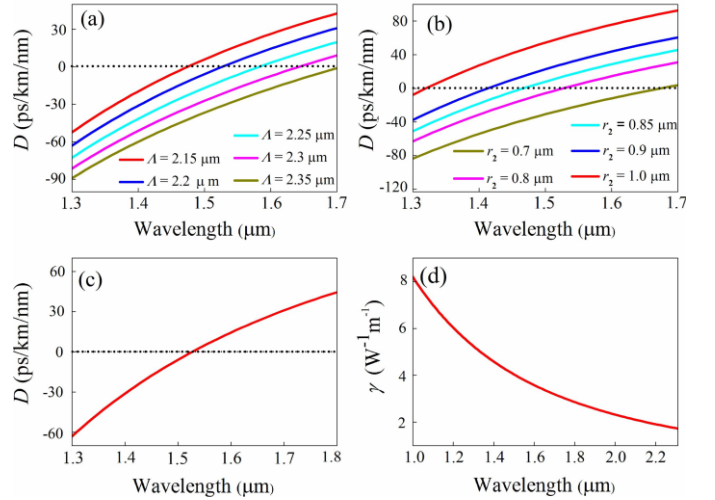 (a)
30
0
-30
-60
-90
D (ps/km/nm)
Λ = 2.15 μm
Λ = 2.2 μ m
Λ = 2.25 μm
Λ = 2.3 μm
Λ = 2.35 μm
1.3 1.4 1.5 1.6 1.7
Wavelength (μm)
(b)
80
40
0
-40
-80
-120
D (ps/km/nm)
r2 = 0.7 μm
r2 = 0.8 μm
r2 = 0.85 μm
r2 = 0.9 μm
r2 = 1.0 μm
1.3 1.4 1.5 1.6 1.7
Wavelength (μm)
(c)
60
30
0
-30
-60
D (ps/km/nm)
1.3 1.4 1.5 1.6 1.7 1.8
Wavelength (μm)
(d)
8
6
4
2
γ (W⁻¹m⁻¹)
1.0 1.2 1.4 1.6 1.8 2.0 2.2
Wavelength (μm)